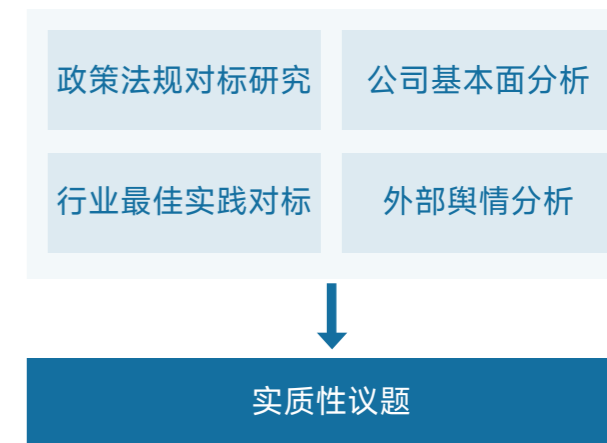 政策法规对标研究
公司基本面分析
行业最佳实践对标
外部舆情分析
实质性议题